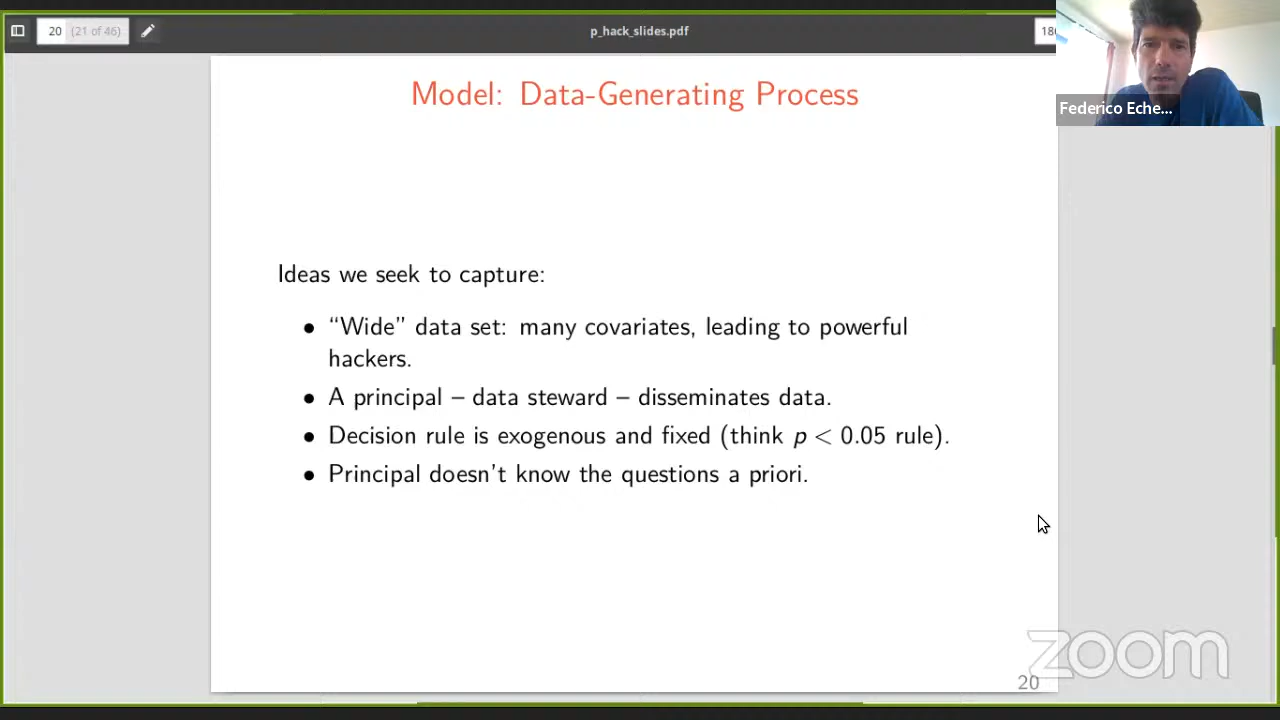 20 (21 of 46)
p_hack_slides.pdf
Federico Eche...
Model: Data-Generating Process
Ideas we seek to capture:
• “Wide” data set: many covariates, leading to powerful
hackers.
• A principal – data steward – disseminates data.
• Decision rule is exogenous and fixed (think p < 0.05 rule).
• Principal doesn’t know the questions a priori.
zoom
20